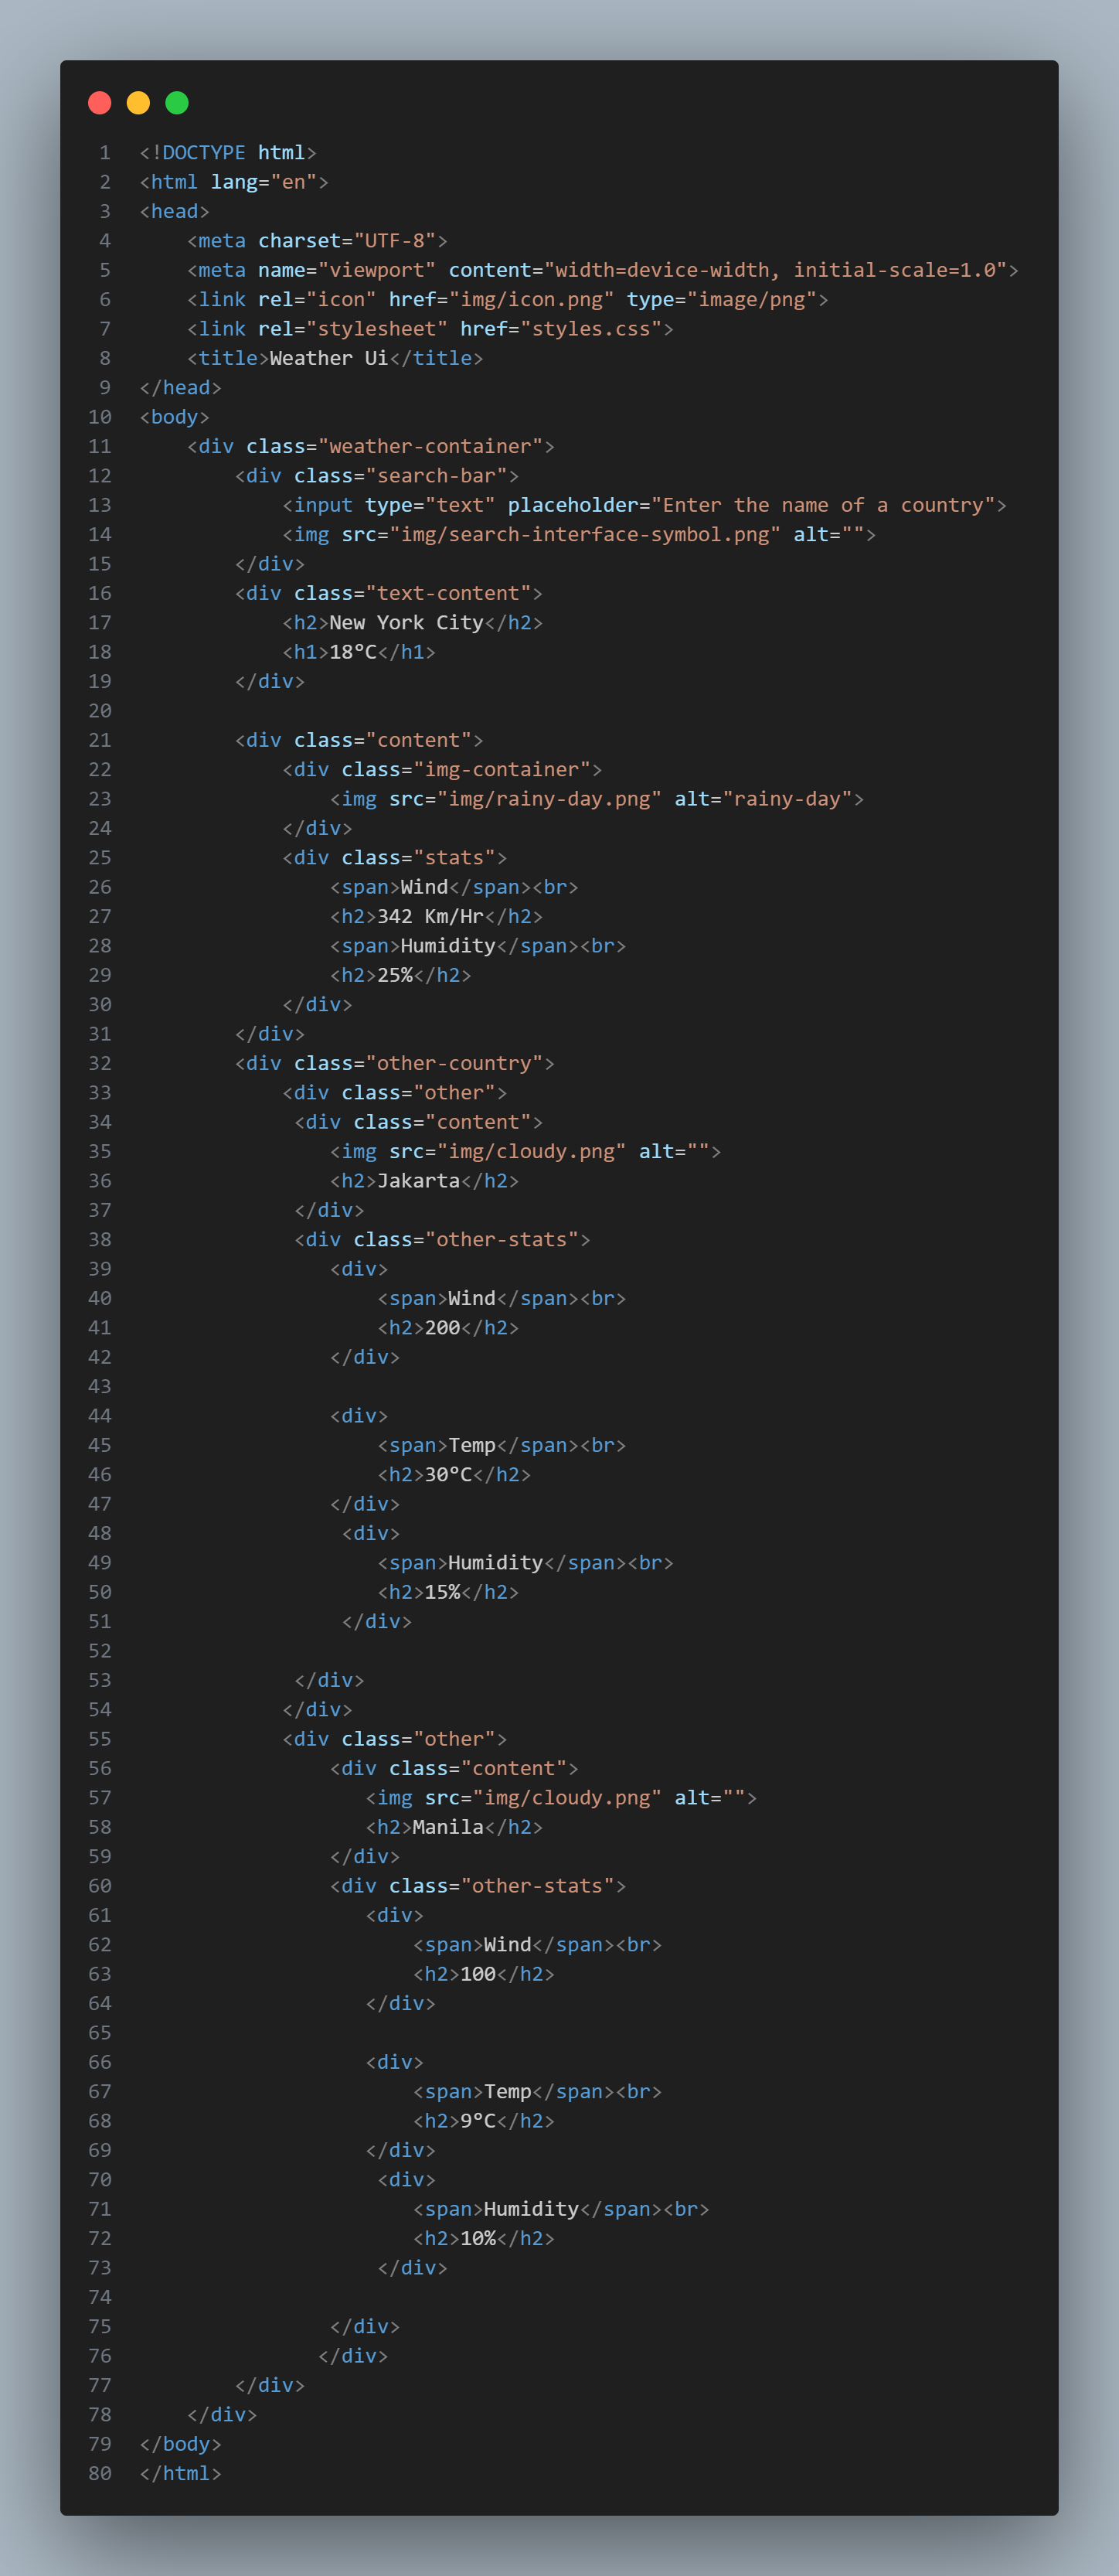 1 <!DOCTYPE html>
2 <html lang="en">
3 <head>
4     <meta charset="UTF-8">
5     <meta name="viewport" content="width=device-width, initial-scale=1.0">
6     <link rel="icon" href="img/icon.png" type="image/png">
7     <link rel="stylesheet" href="styles.css">
8     <title>Weather Ui</title>
9 </head>
10 <body>
11     <div class="weather-container">
12         <div class="search-bar">
13             <input type="text" placeholder="Enter the name of a country">
14             <img src="img/search-interface-symbol.png" alt="">
15         </div>
16         <div class="text-content">
17             <h2>New York City</h2>
18             <h1>18°C</h1>
19         </div>
20
21         <div class="content">
22             <div class="img-container">
23                 <img src="img/rainy-day.png" alt="rainy-day">
24             </div>
25             <div class="stats">
26                 <span>Wind</span><br>
27                 <h2>342 Km/Hr</h2>
28                 <span>Humidity</span><br>
29                 <h2>25%</h2>
30             </div>
31         </div>
32         <div class="other-country">
33             <div class="other">
34              <div class="content">
35                 <img src="img/cloudy.png" alt="">
36                 <h2>Jakarta</h2>
37              </div>
38              <div class="other-stats">
39                 <div>
40                     <span>Wind</span><br>
41                     <h2>200</h2>
42                 </div>
43
44                 <div>
45                     <span>Temp</span><br>
46                     <h2>30°C</h2>
47                 </div>
48                  <div>
49                     <span>Humidity</span><br>
50                     <h2>15%</h2>
51                  </div>
52
53              </div>
54             </div>
55             <div class="other">
56                 <div class="content">
57                    <img src="img/cloudy.png" alt="">
58                    <h2>Manila</h2>
59                 </div>
60                 <div class="other-stats">
61                    <div>
62                        <span>Wind</span><br>
63                        <h2>100</h2>
64                    </div>
65
66                    <div>
67                        <span>Temp</span><br>
68                        <h2>9°C</h2>
69                    </div>
70                     <div>
71                        <span>Humidity</span><br>
72                        <h2>10%</h2>
73                     </div>
74
75                 </div>
76                </div>
77         </div>
78     </div>
79 </body>
80 </html>